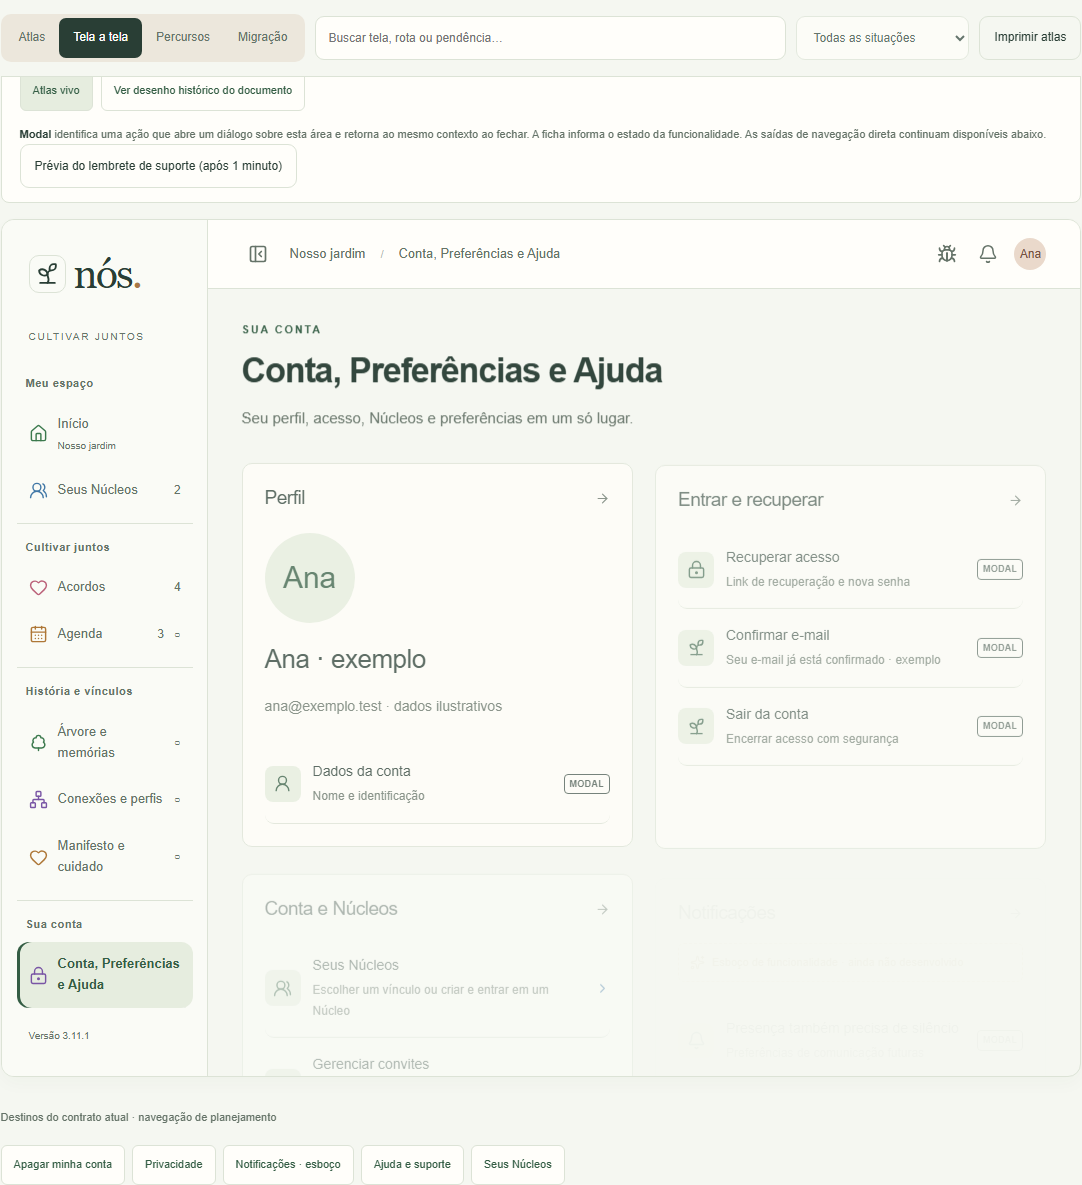 Atlas
Tela a tela
Percursos
Migração
Buscar tela, rota ou pendência...
Todas as situações
Imprimir atlas
Atlas vivo
Ver desenho histórico do documento
Modal identifica uma ação que abre um diálogo sobre esta área e retorna ao mesmo contexto ao fechar. A ficha informa o estado da funcionalidade. As saídas de navegação direta continuam disponíveis abaixo.
Prévia do lembrete de suporte (após 1 minuto)
nós.
CULTIVAR JUNTOS
Meu espaço
Início
Nosso jardim
Seus Núcleos 2
Cultivar juntos
Acordos 4
Agenda 3
História e vínculos
Árvore e
memórias
Conexões e perfis
Manifesto e
cuidado
Sua conta
Conta, Preferências
e Ajuda
Versão 3.11.1
Nosso jardim / Conta, Preferências e Ajuda
Ana
SUA CONTA
Conta, Preferências e Ajuda
Seu perfil, acesso, Núcleos e preferências em um só lugar.
Perfil
Ana
Ana · exemplo
ana@exemplo.test · dados ilustrativos
Dados da conta
Nome e identificação
MODAL
Entrar e recuperar
Recuperar acesso
Link de recuperação e nova senha
MODAL
Confirmar e-mail
Seu e-mail já está confirmado · exemplo
MODAL
Sair da conta
Encerrar acesso com segurança
MODAL
Conta e Núcleos
Seus Núcleos
Escolher um vínculo ou criar e entrar em um
Núcleo
Gerenciar convites
Notificações
MODAL
Destinos do contrato atual · navegação de planejamento
Apagar minha conta
Privacidade
Notificações · esboço
Ajuda e suporte
Seus Núcleos